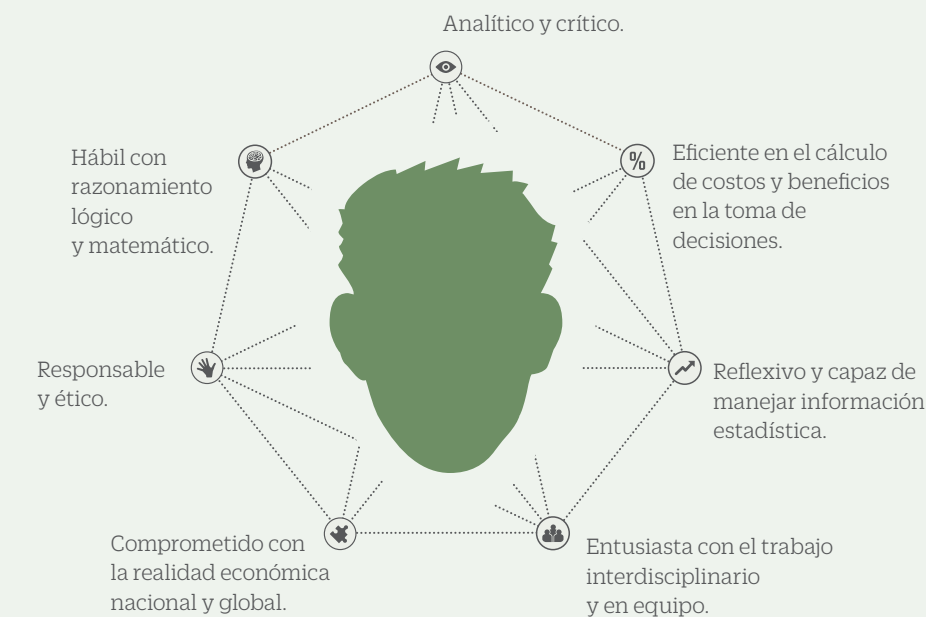 Analítico y crítico.
Hábil con
razonamiento
lógico
y matemático.
%
Eficiente en el cálculo
de costos y beneficios
en la toma de
decisiones.
Responsable
y ético.
Reflexivo y capaz de
manejar información
estadística.
Comprometido con
la realidad económica
nacional y global.
Entusiasta con el trabajo
interdisciplinario
y en equipo.